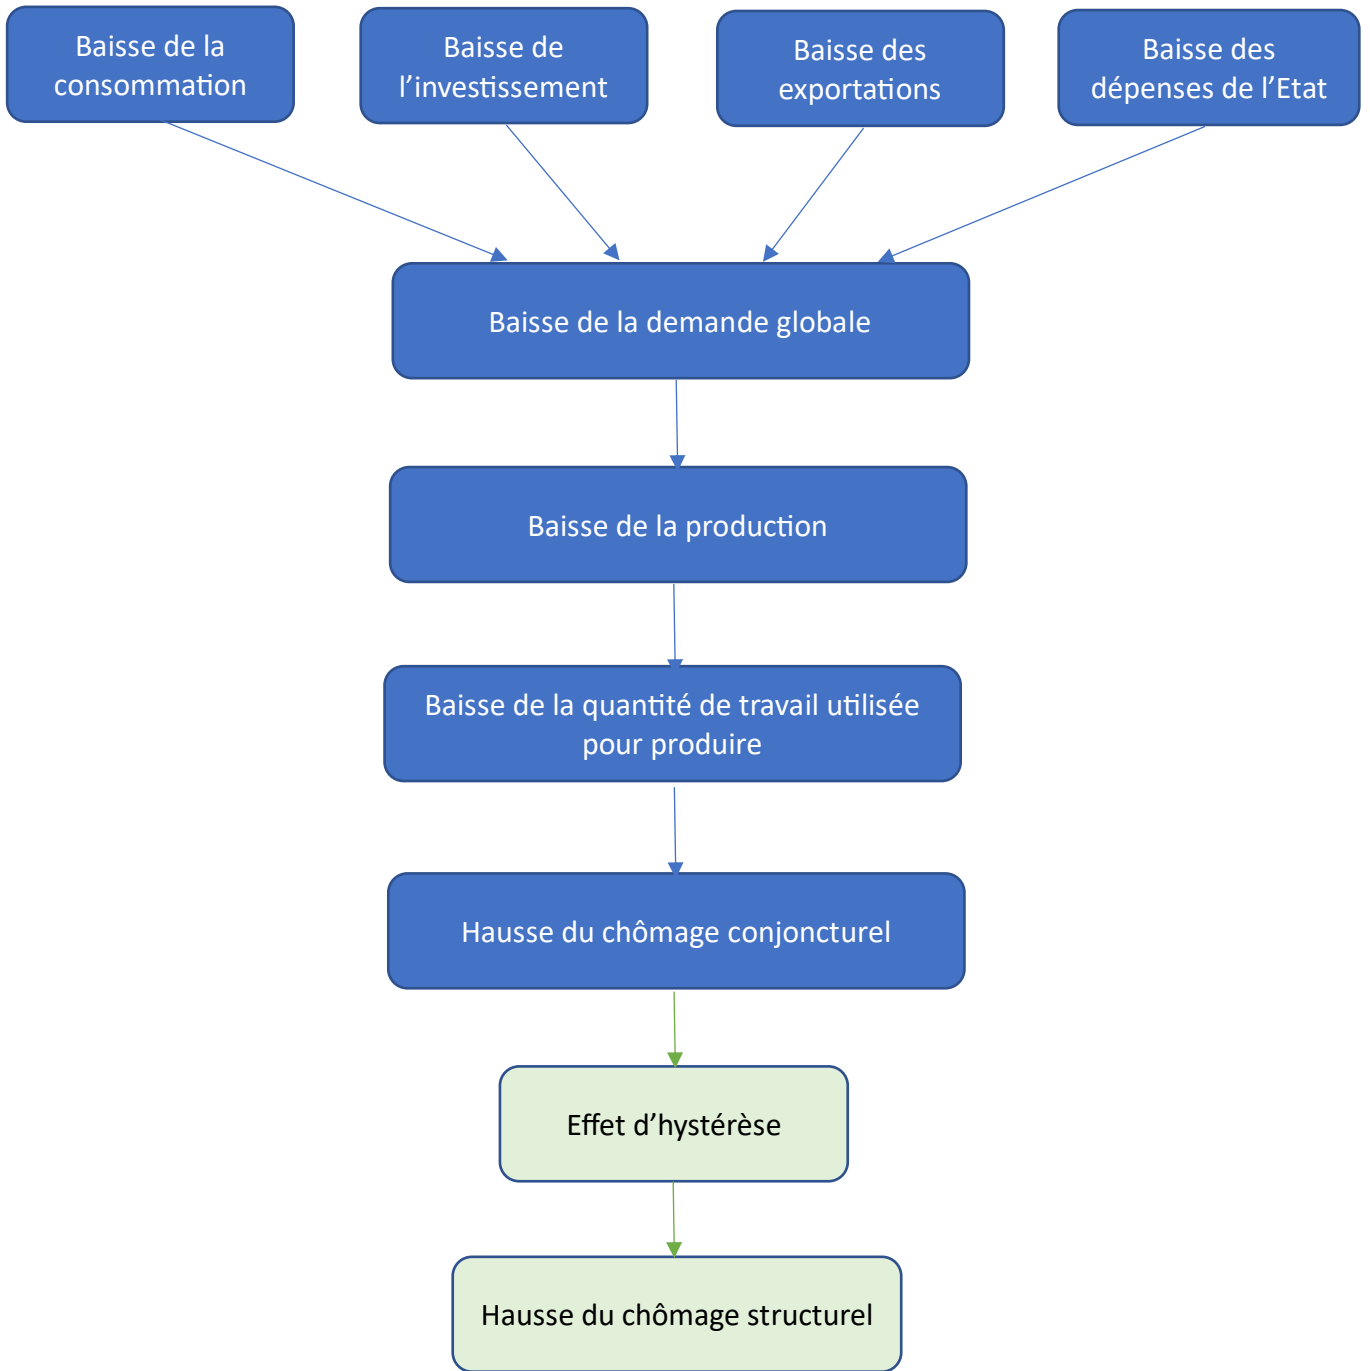 Baisse de la
consommation
Baisse de
l’investissement
Baisse des
exportations
Baisse des
dépenses de l’Etat
Baisse de la demande globale
Baisse de la production
Baisse de la quantité de travail utilisée
pour produire
Hausse du chômage conjoncturel
Effet d’hystérèse
Hausse du chômage structurel